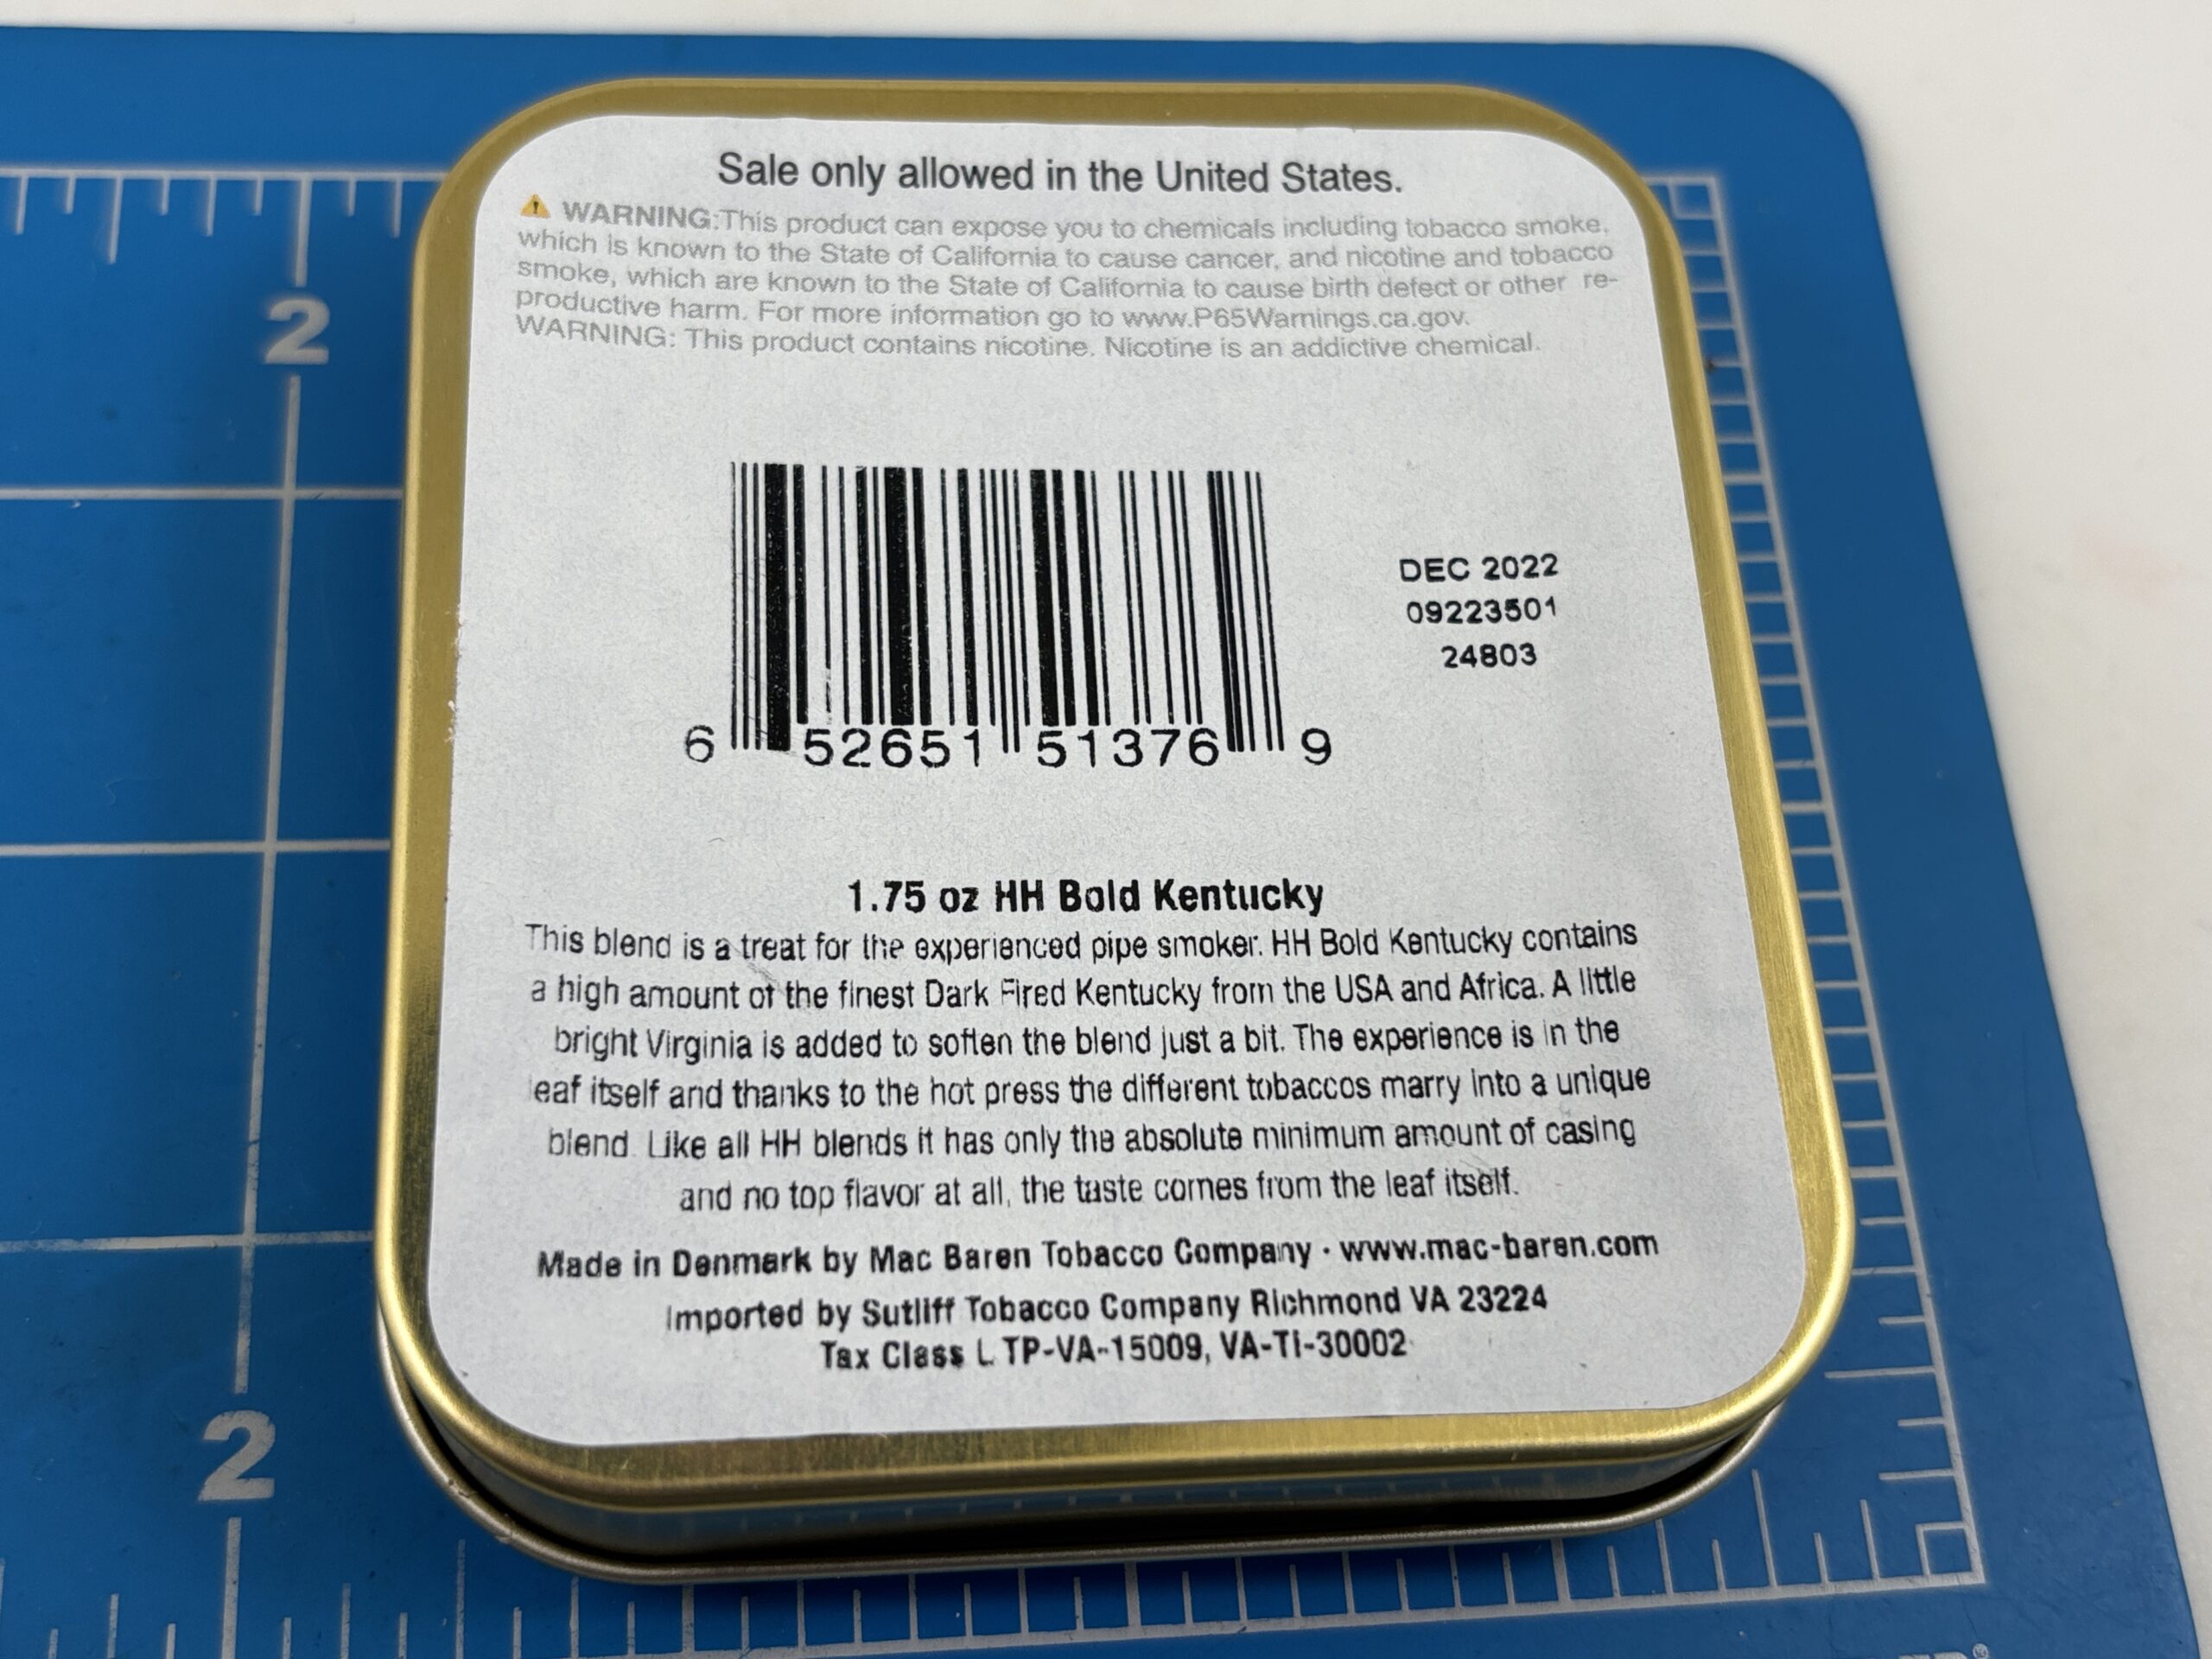 Sale only allowed in the United States.
⚠ WARNING:This product can expose you to chemicals including tobacco smoke,
which is known to the State of California to cause cancer, and nicotine and tobacco
smoke, which are known to the State of California to cause birth defect or other re-
productive harm. For more information go to www.P65Warnings.ca.gov.
WARNING: This product contains nicotine. Nicotine is an addictive chemical.
2
DEC 2022
09223501
24803
6 52651 51376 9
1.75 oz HH Bold Kentucky
This blend is a treat for the experienced pipe smoker. HH Bold Kentucky contains
a high amount of the finest Dark Fired Kentucky from the USA and Africa. A little
bright Virginia is added to soften the blend just a bit. The experience is in the
eaf itself and thanks to the hot press the different tobaccos marry into a unique
blend. Like all HH blends it has only the absolute minimum amount of casing
and no top flavor at all, the taste comes from the leaf itself.
Made in Denmark by Mac Baren Tobacco Company · www.mac-baren.com
Imported by Sutliff Tobacco Company Richmond VA 23224
Tax Class L TP-VA-15009, VA-TI-30002
2